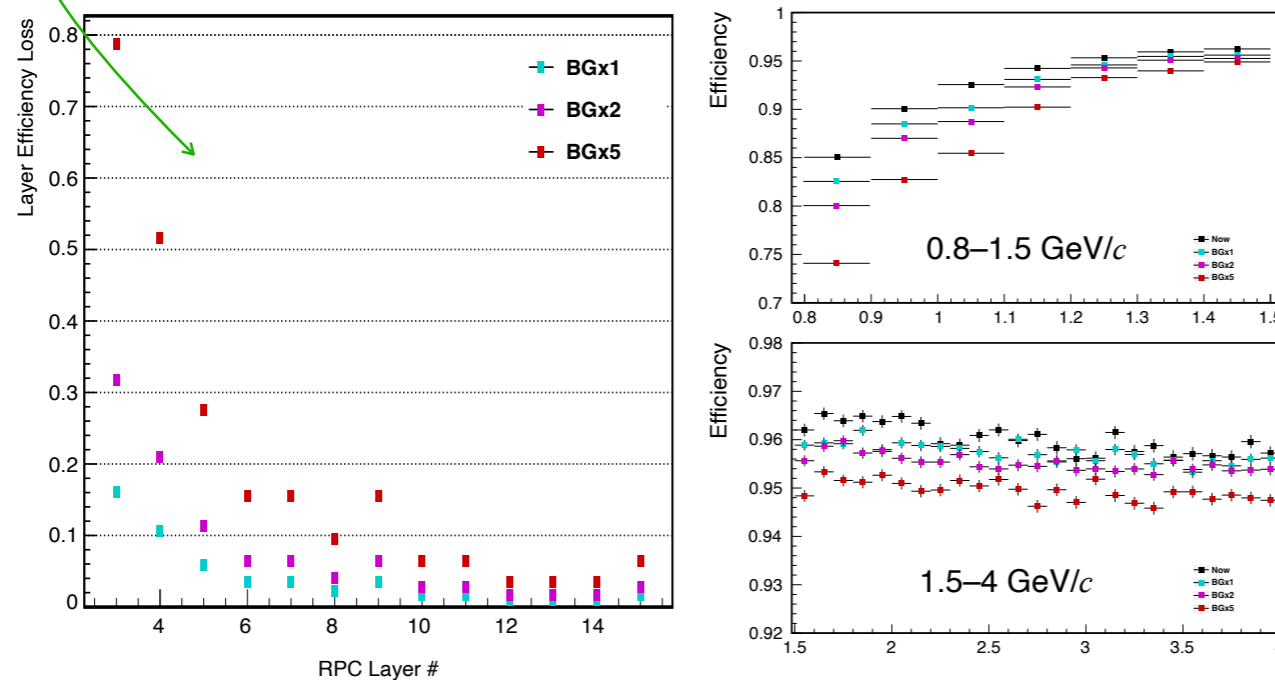 Layer Efficiency Loss
0.8
0.7
0.6
0.5
0.4
0.3
0.2
0.1
0
BGx1
BGx2
BGx5
4
6
8
10
12
14
RPC Layer #
Efficiency
1
0.95
0.9
0.85
0.8
0.75
0.7
0.8–1.5 GeV/c
Now
BGx1
BGx2
BGx5
0.8
0.9
1
1.1
1.2
1.3
1.4
1.5
Efficiency
0.98
0.97
0.96
0.95
0.94
0.93
0.92
1.5–4 GeV/c
Now
BGx1
BGx2
BGx5
1.5
2
2.5
3
3.5